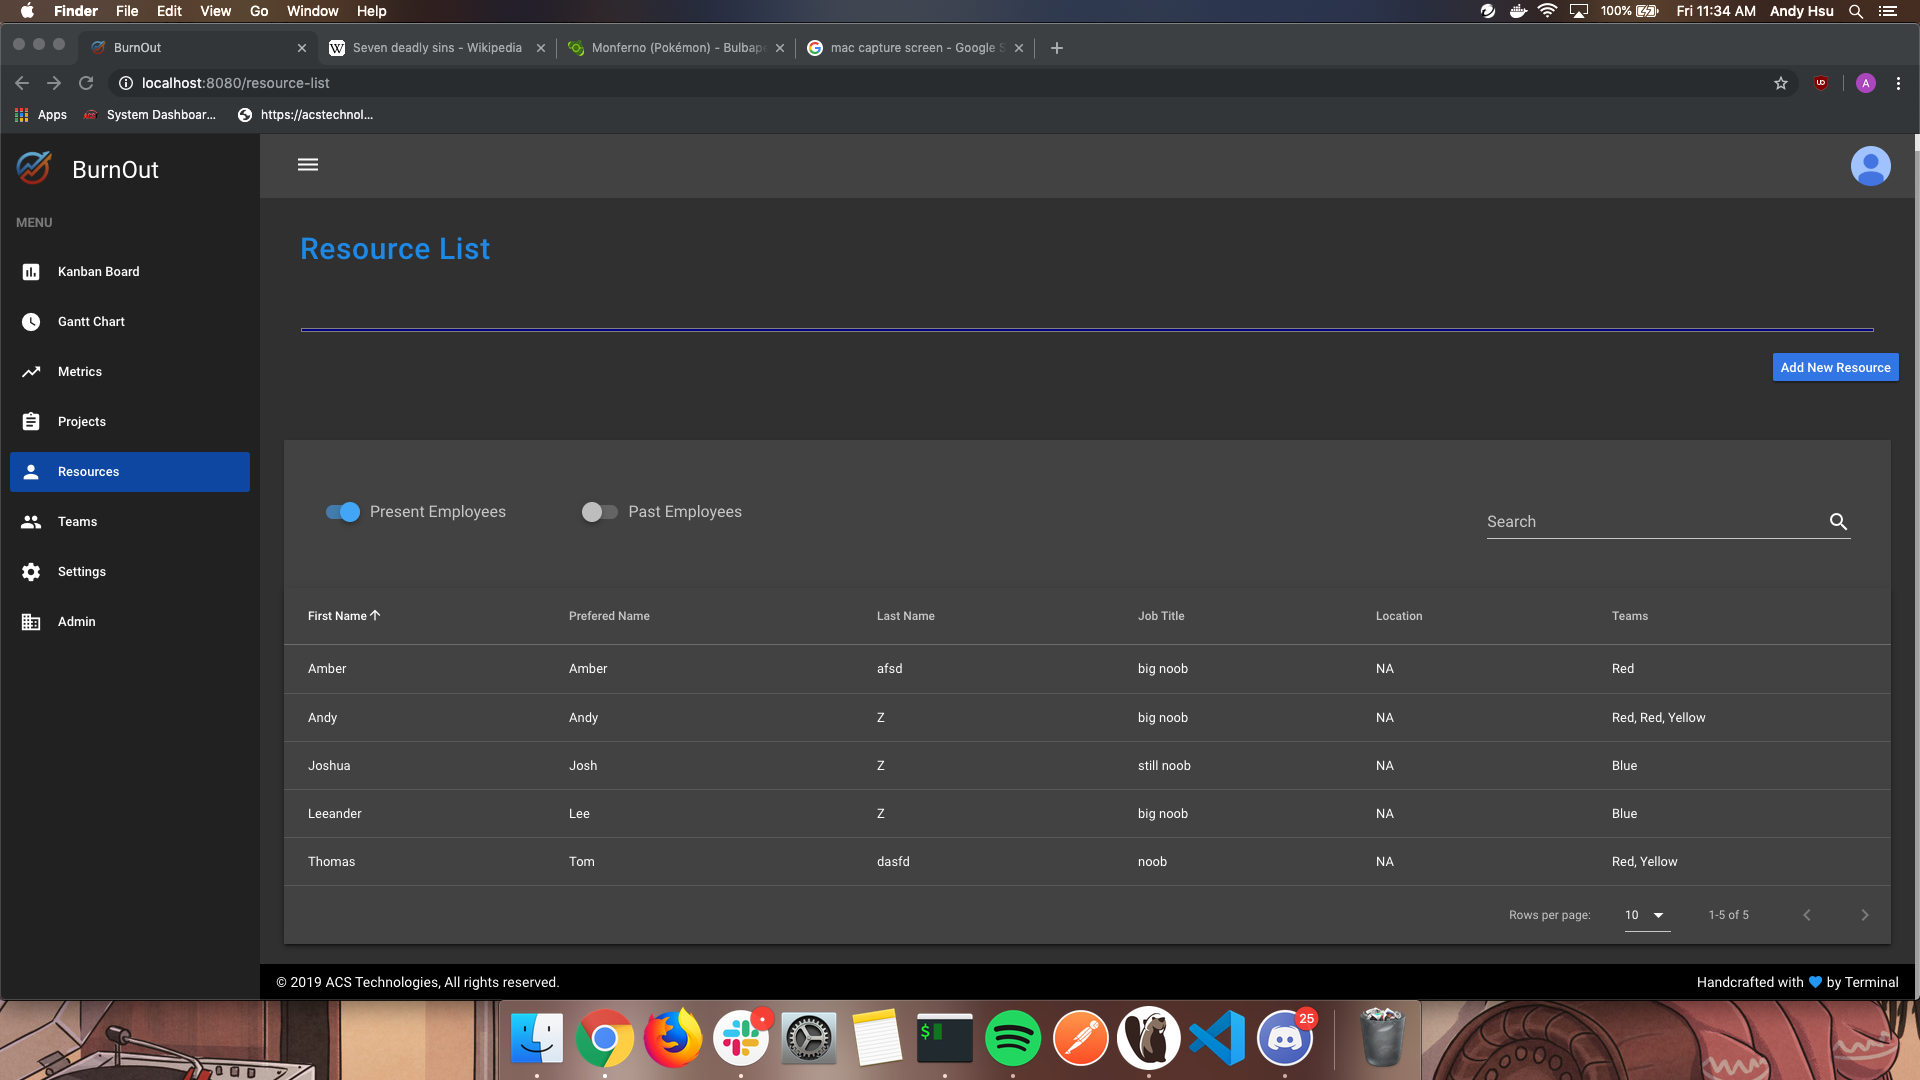 Finder File Edit View Go Window Help 100% Fri 11:34 AM Andy Hsu
BurnOut Seven deadly sins - Wikipedia Monferno (Pokémon) - Bulbape mac capture screen - Google S
localhost:8080/resource-list A
Apps System Dashboar... https://acstechnol...
BurnOut
MENU
Kanban Board
Gantt Chart
Metrics
Projects
Resources
Teams
Settings
Admin
Resource List
Add New Resource
Present Employees Past Employees Search
First Name Prefered Name Last Name Job Title Location Teams
Amber Amber afsd big noob NA Red
Andy Andy Z big noob NA Red, Red, Yellow
Joshua Josh Z still noob NA Blue
Leeander Lee Z big noob NA Blue
Thomas Tom dasfd noob NA Red, Yellow
Rows per page: 10 1-5 of 5
© 2019 ACS Technologies, All rights reserved. Handcrafted with 💙 by Terminal
$ 25